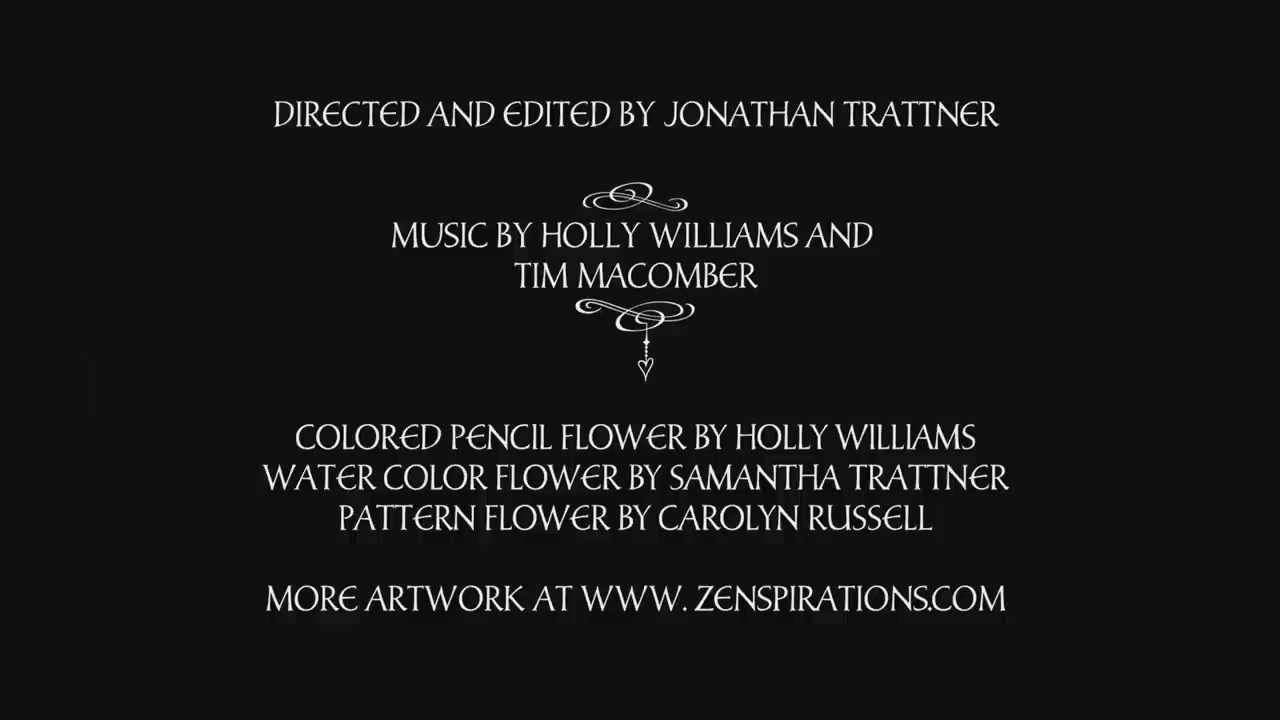 DIRECTED AND EDITED BY JONATHAN TRATTNER
MUSIC BY HOLLY WILLIAMS AND
TIM MACOMBER
COLORED PENCIL FLOWER BY HOLLY WILLIAMS
WATER COLOR FLOWER BY SAMANTHA TRATTNER
PATTERN FLOWER BY CAROLYN RUSSELL
MORE ARTWORK AT WWW. ZENSPIRATIONS.COM